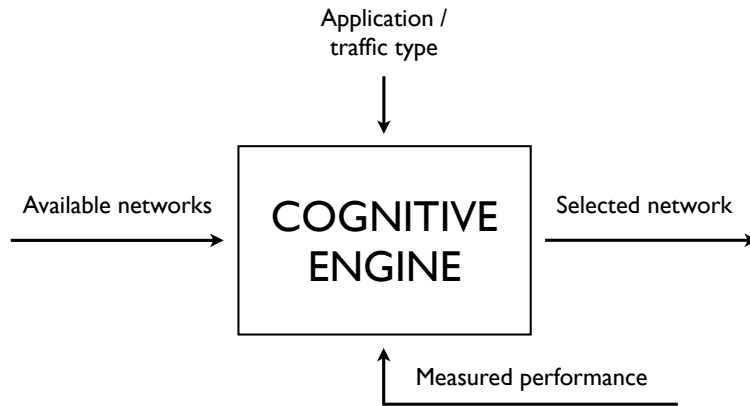 Application /
traffic type
Available networks
COGNITIVE
ENGINE
Selected network
Measured performance